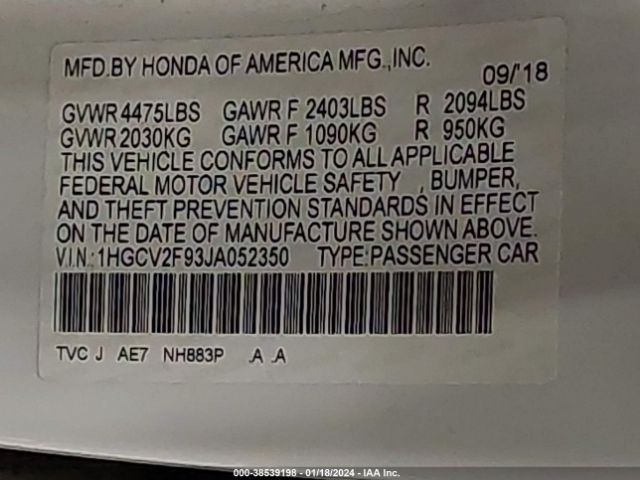 MFD.BY HONDA OF AMERICA MFG.,INC.
09/'18
GVWR 4475LBS GAWR F 2403LBS R 2094LBS
GVWR 2030KG GAWR F 1090KG R 950KG
THIS VEHICLE CONFORMS TO ALL APPLICABLE
FEDERAL MOTOR VEHICLE SAFETY , BUMPER,
AND THEFT PREVENTION STANDARDS IN EFFECT
ON THE DATE OF MANUFACTURE SHOWN ABOVE.
V.I.N.:1HGCV2F93JA052350 TYPE:PASSENGER CAR
TVC J AE7 NH883P .A .A
000-38539198 - 01/18/2024 - IAA Inc.